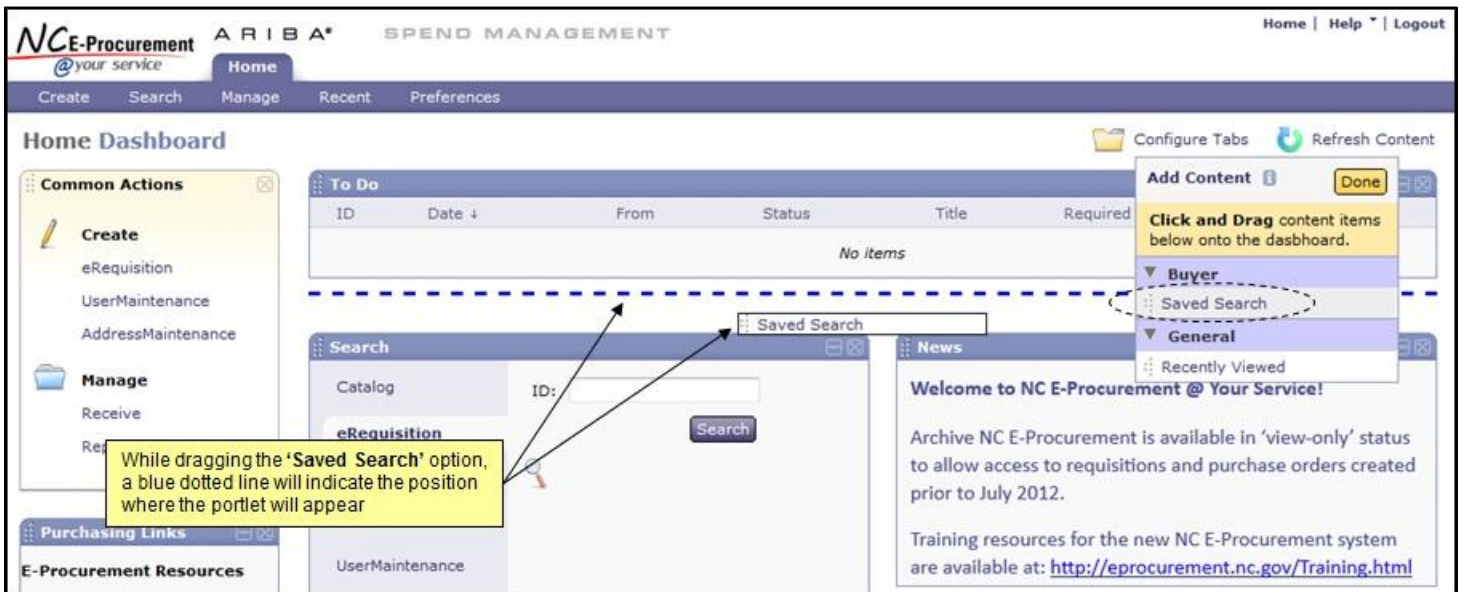 NCE-Procurement
@your service
ARIBA® SPEND MANAGEMENT
Home | Help | Logout
Home
Create Search Manage Recent Preferences
Home Dashboard
Configure Tabs Refresh Content
Common Actions
Create
eRequisition
UserMaintenance
AddressMaintenance
Manage
Receive
Rep
Purchasing Links
E-Procurement Resources
To Do
ID Date ↓ From Status Title Required
No items
Add Content Done
Click and Drag content items
below onto the dasbhoard.
Buyer
Saved Search
General
Recently Viewed
Saved Search
Search
Catalog
eRequisition
UserMaintenance
ID:
Search
While dragging the 'Saved Search' option,
a blue dotted line will indicate the position
where the portlet will appear
News
Welcome to NC E-Procurement @ Your Service!
Archive NC E-Procurement is available in 'view-only' status
to allow access to requisitions and purchase orders created
prior to July 2012.
Training resources for the new NC E-Procurement system
are available at: http://eprocurement.nc.gov/Training.html